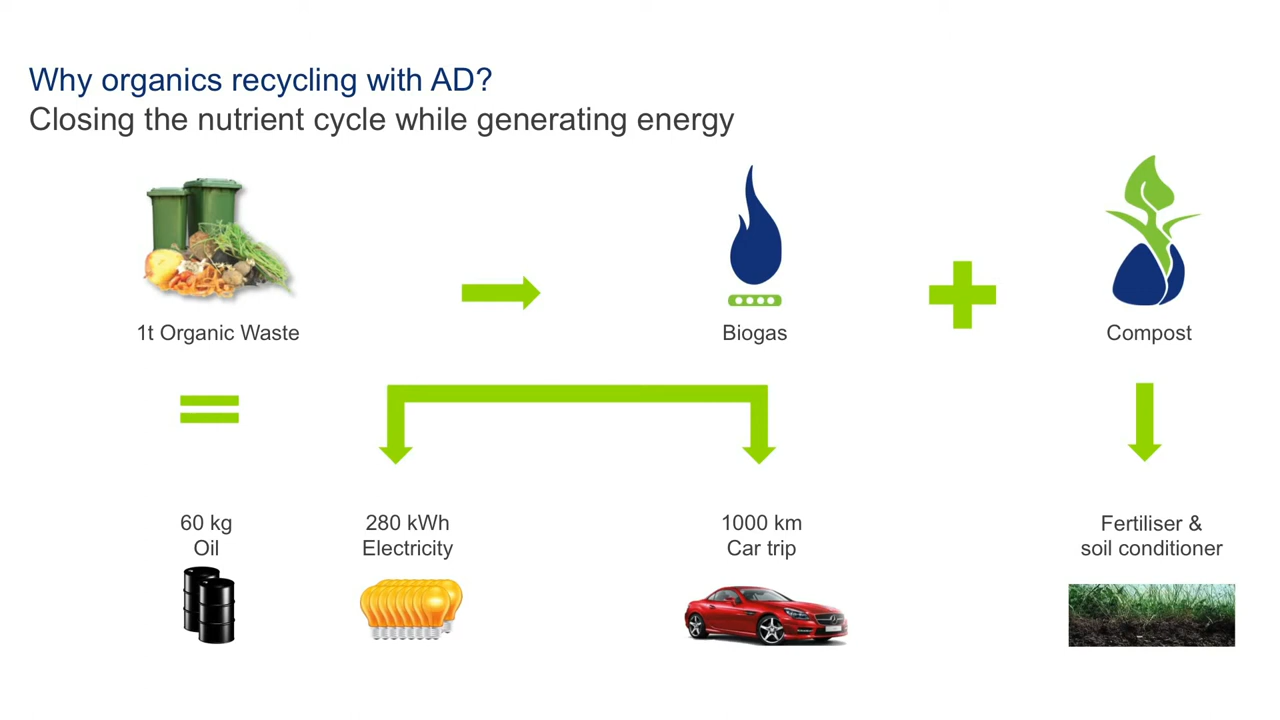 Why organics recycling with AD?
Closing the nutrient cycle while generating energy
1t Organic Waste
Biogas
Compost
60 kg
Oil
280 kWh
Electricity
1000 km
Car trip
Fertiliser &
soil conditioner